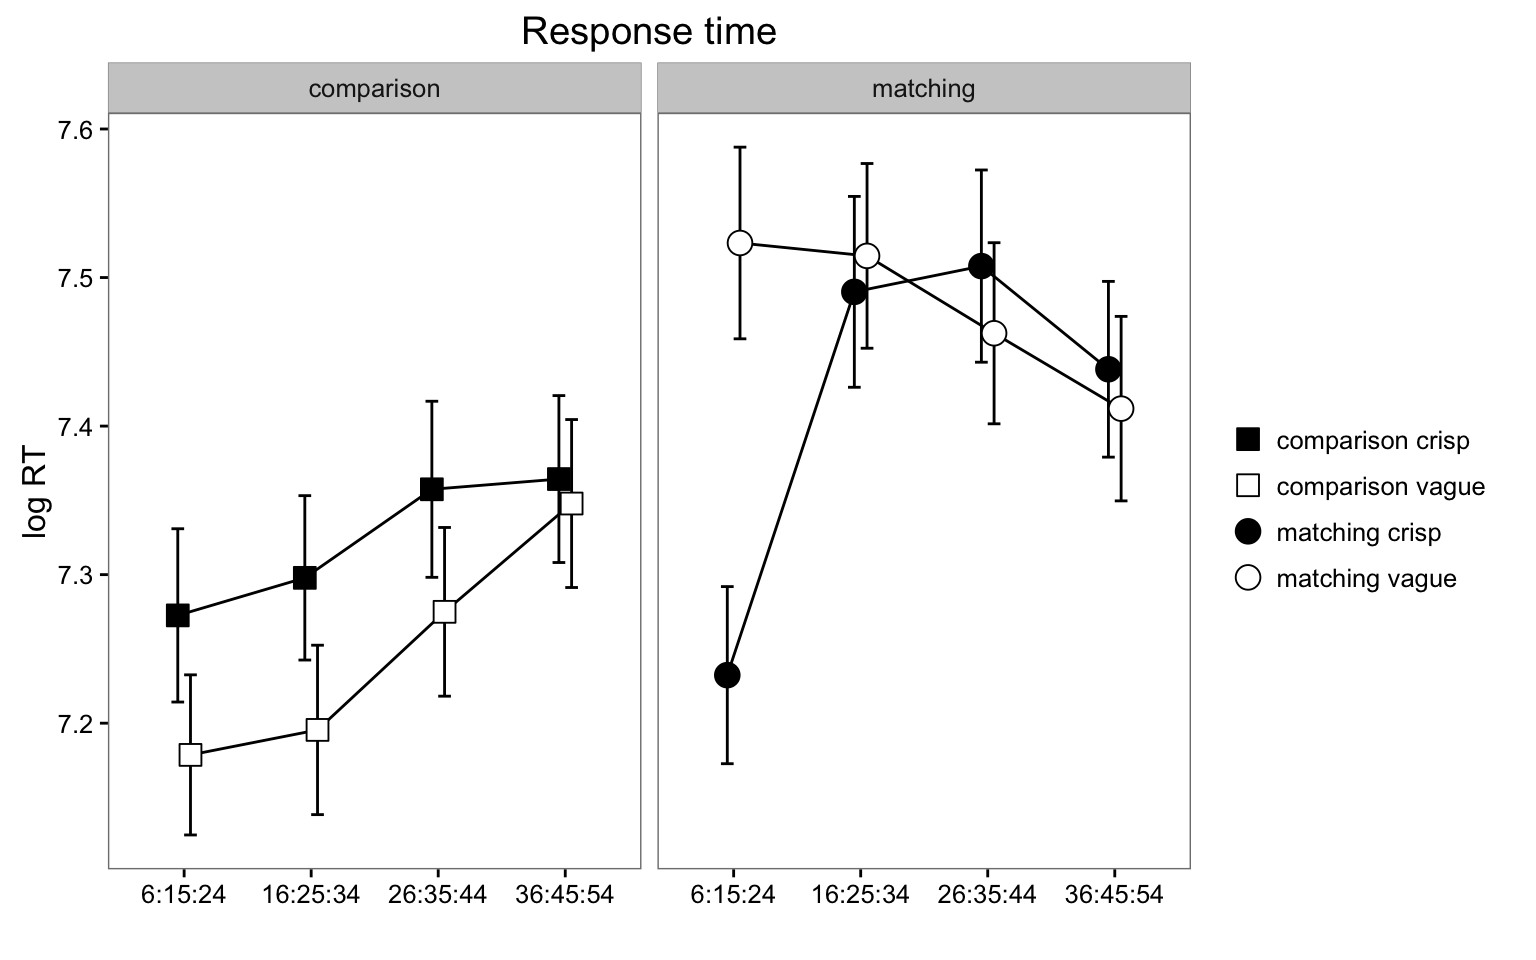 Response time
comparison
matching
7.6
7.5
7.4
7.3
7.2
log RT
6:15:24 16:25:34 26:35:44 36:45:54
6:15:24 16:25:34 26:35:44 36:45:54
comparison crisp
comparison vague
matching crisp
matching vague